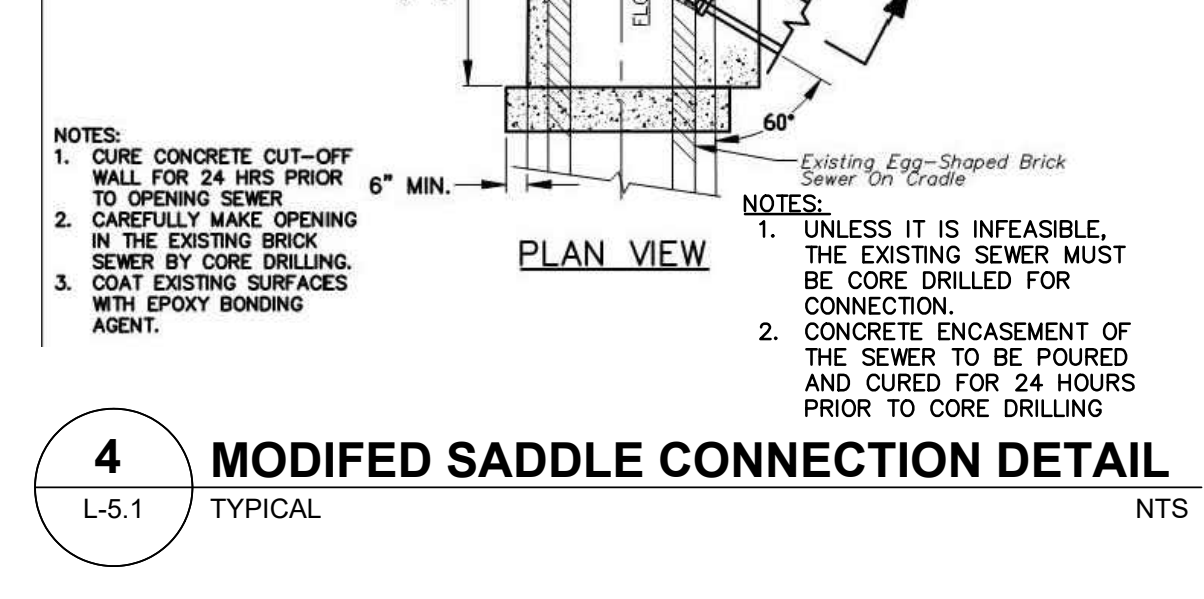 FLO
60°
Existing Egg-Shaped Brick
Sewer On Cradle
6" MIN.
PLAN VIEW
NOTES:
1. CURE CONCRETE CUT-OFF
WALL FOR 24 HRS PRIOR
TO OPENING SEWER
2. CAREFULLY MAKE OPENING
IN THE EXISTING BRICK
SEWER BY CORE DRILLING.
3. COAT EXISTING SURFACES
WITH EPOXY BONDING
AGENT.
NOTES:
1. UNLESS IT IS INFEASIBLE,
THE EXISTING SEWER MUST
BE CORE DRILLED FOR
CONNECTION.
2. CONCRETE ENCASEMENT OF
THE SEWER TO BE POURED
AND CURED FOR 24 HOURS
PRIOR TO CORE DRILLING
4
L-5.1
MODIFED SADDLE CONNECTION DETAIL
TYPICAL
NTS